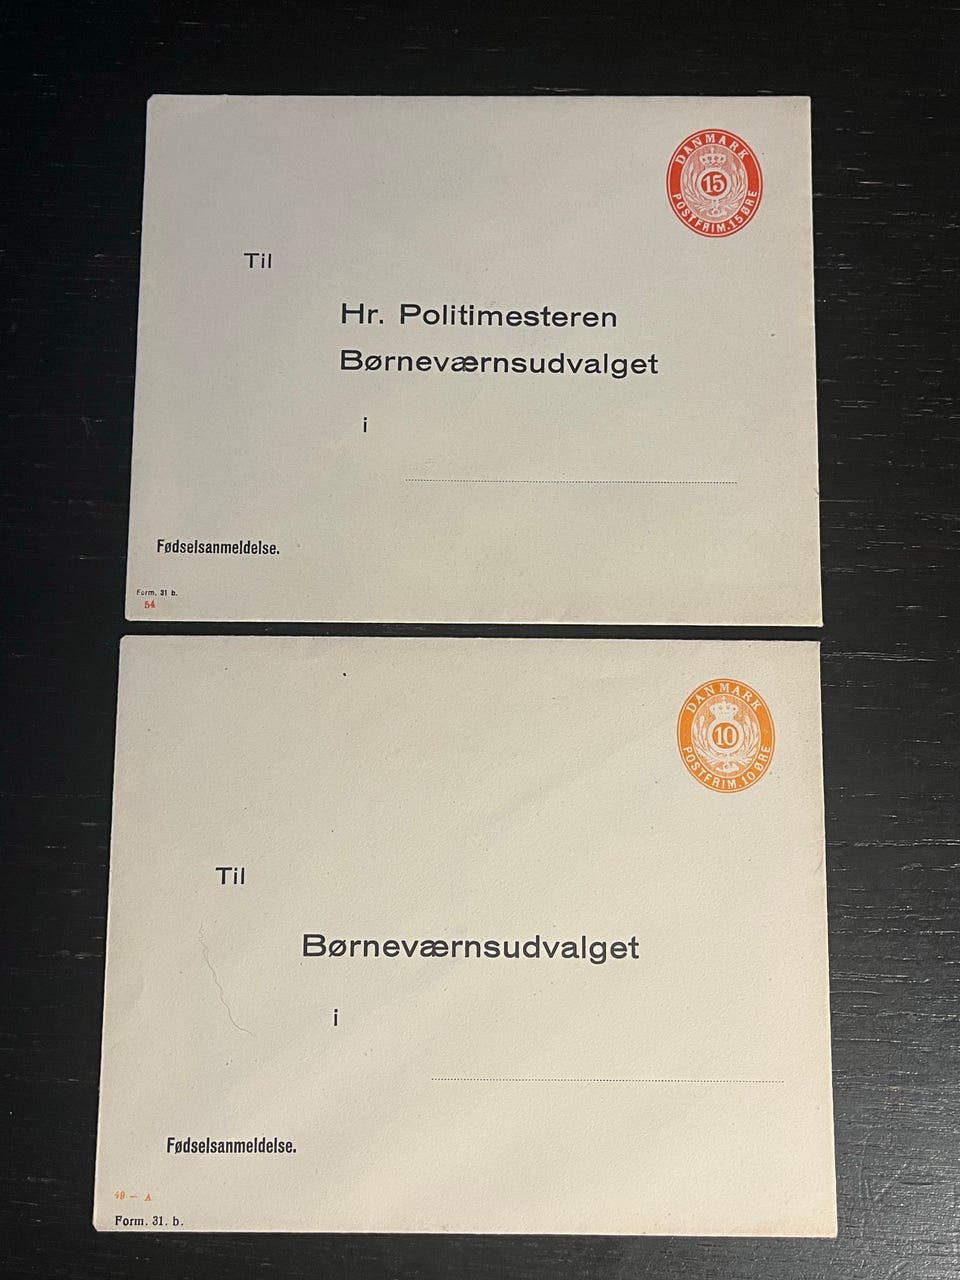 DANMARK
15
POSTFRIM. 15 ØRE
Til
Hr. Politimesteren
Børneværnsudvalget
i
Fødselsanmeldelse.
Form. 31 b.
54
DANMARK
10
POSTFRIM. 10 ØRE
Til
Børneværnsudvalget
i
Fødselsanmeldelse.
49 - A
Form. 31. b.